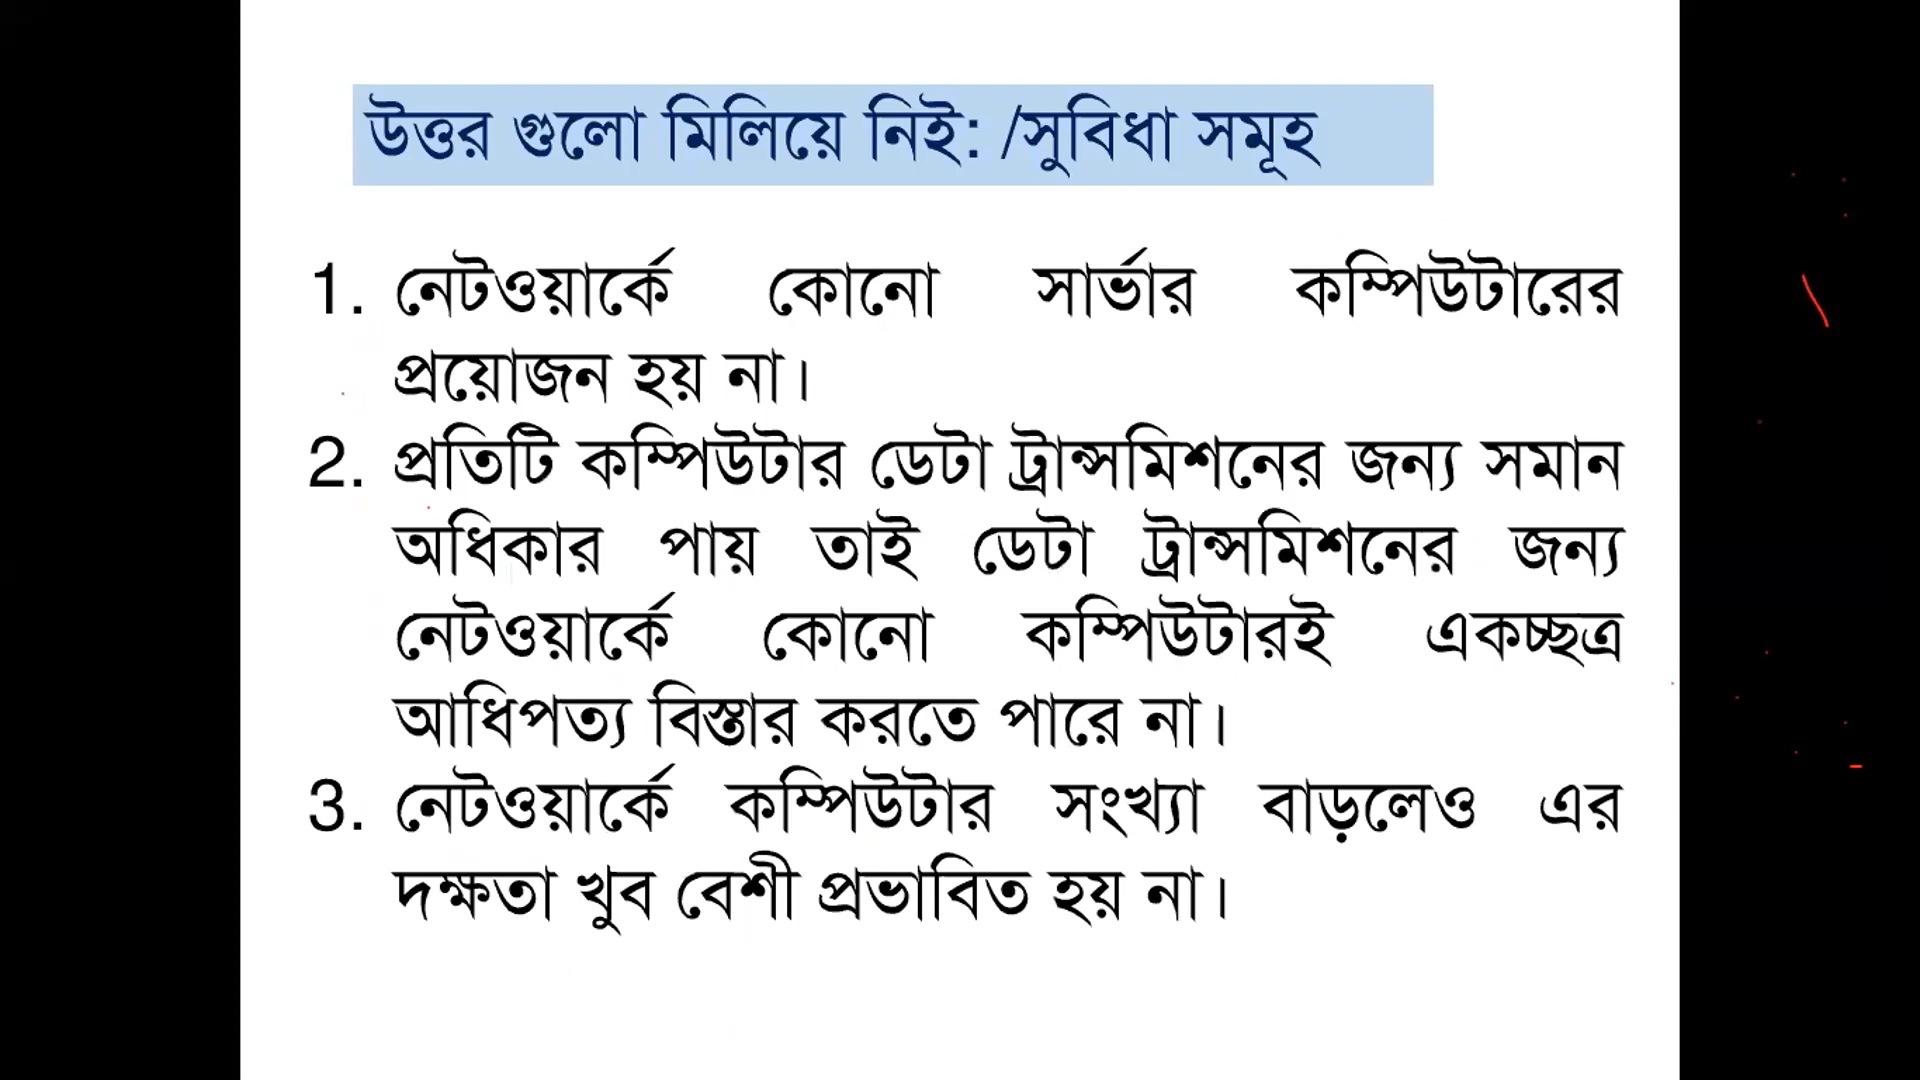 উত্তর গুলো মিলিয়ে নিই: /সুবিধা সমূহ
1. নেটওয়ার্কে কোনো সার্ভার কম্পিউটারের
প্রয়োজন হয় না।
2. প্রতিটি কম্পিউটার ডেটা ট্রান্সমিশনের জন্য সমান
অধিকার পায় তাই ডেটা ট্রান্সমিশনের জন্য
নেটওয়ার্কে কোনো কম্পিউটারই একচ্ছত্র
আধিপত্য বিস্তার করতে পারে না।
3. নেটওয়ার্কে কম্পিউটার সংখ্যা বাড়লেও এর
দক্ষতা খুব বেশী প্রভাবিত হয় না।